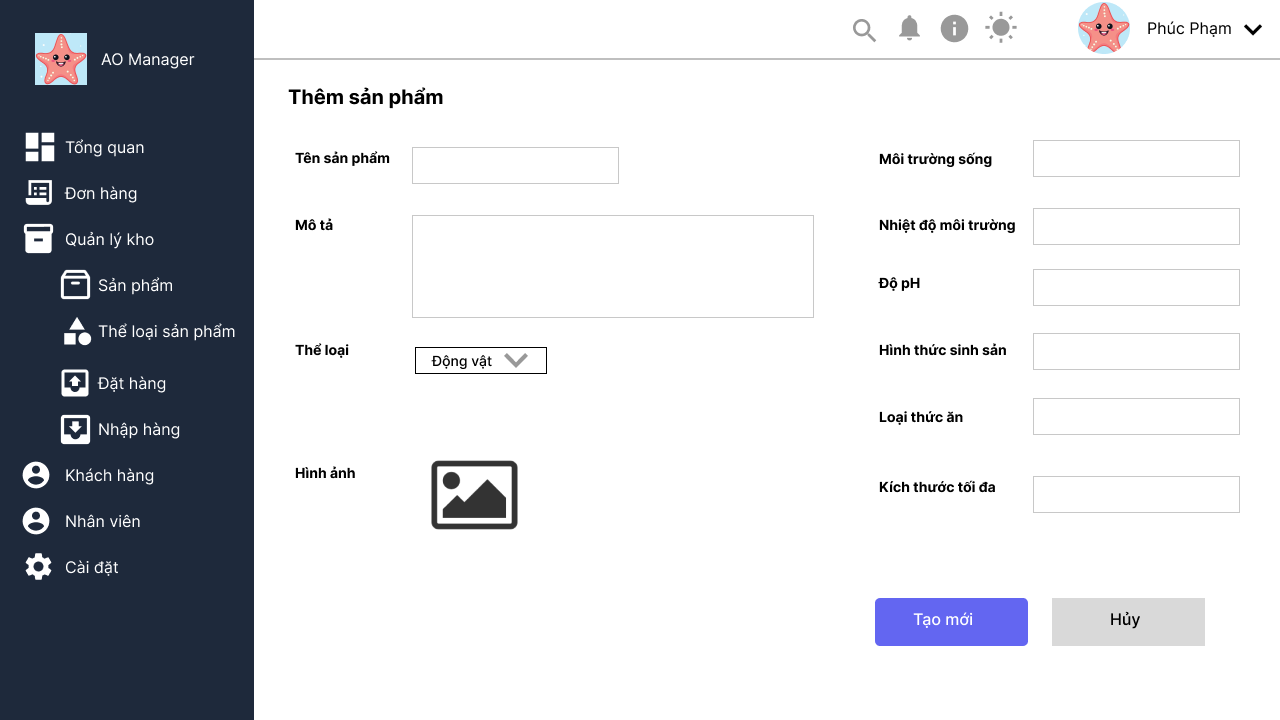 AO Manager
Tổng quan
Đơn hàng
Quản lý kho
Sản phẩm
Thể loại sản phẩm
Đặt hàng
Nhập hàng
Khách hàng
Nhân viên
Cài đặt
Phúc Phạm
Thêm sản phẩm
Tên sản phẩm
Mô tả
Thể loại
Động vật
Hình ảnh
Môi trường sống
Nhiệt độ môi trường
Độ pH
Hình thức sinh sản
Loại thức ăn
Kích thước tối đa
Tạo mới
Hủy